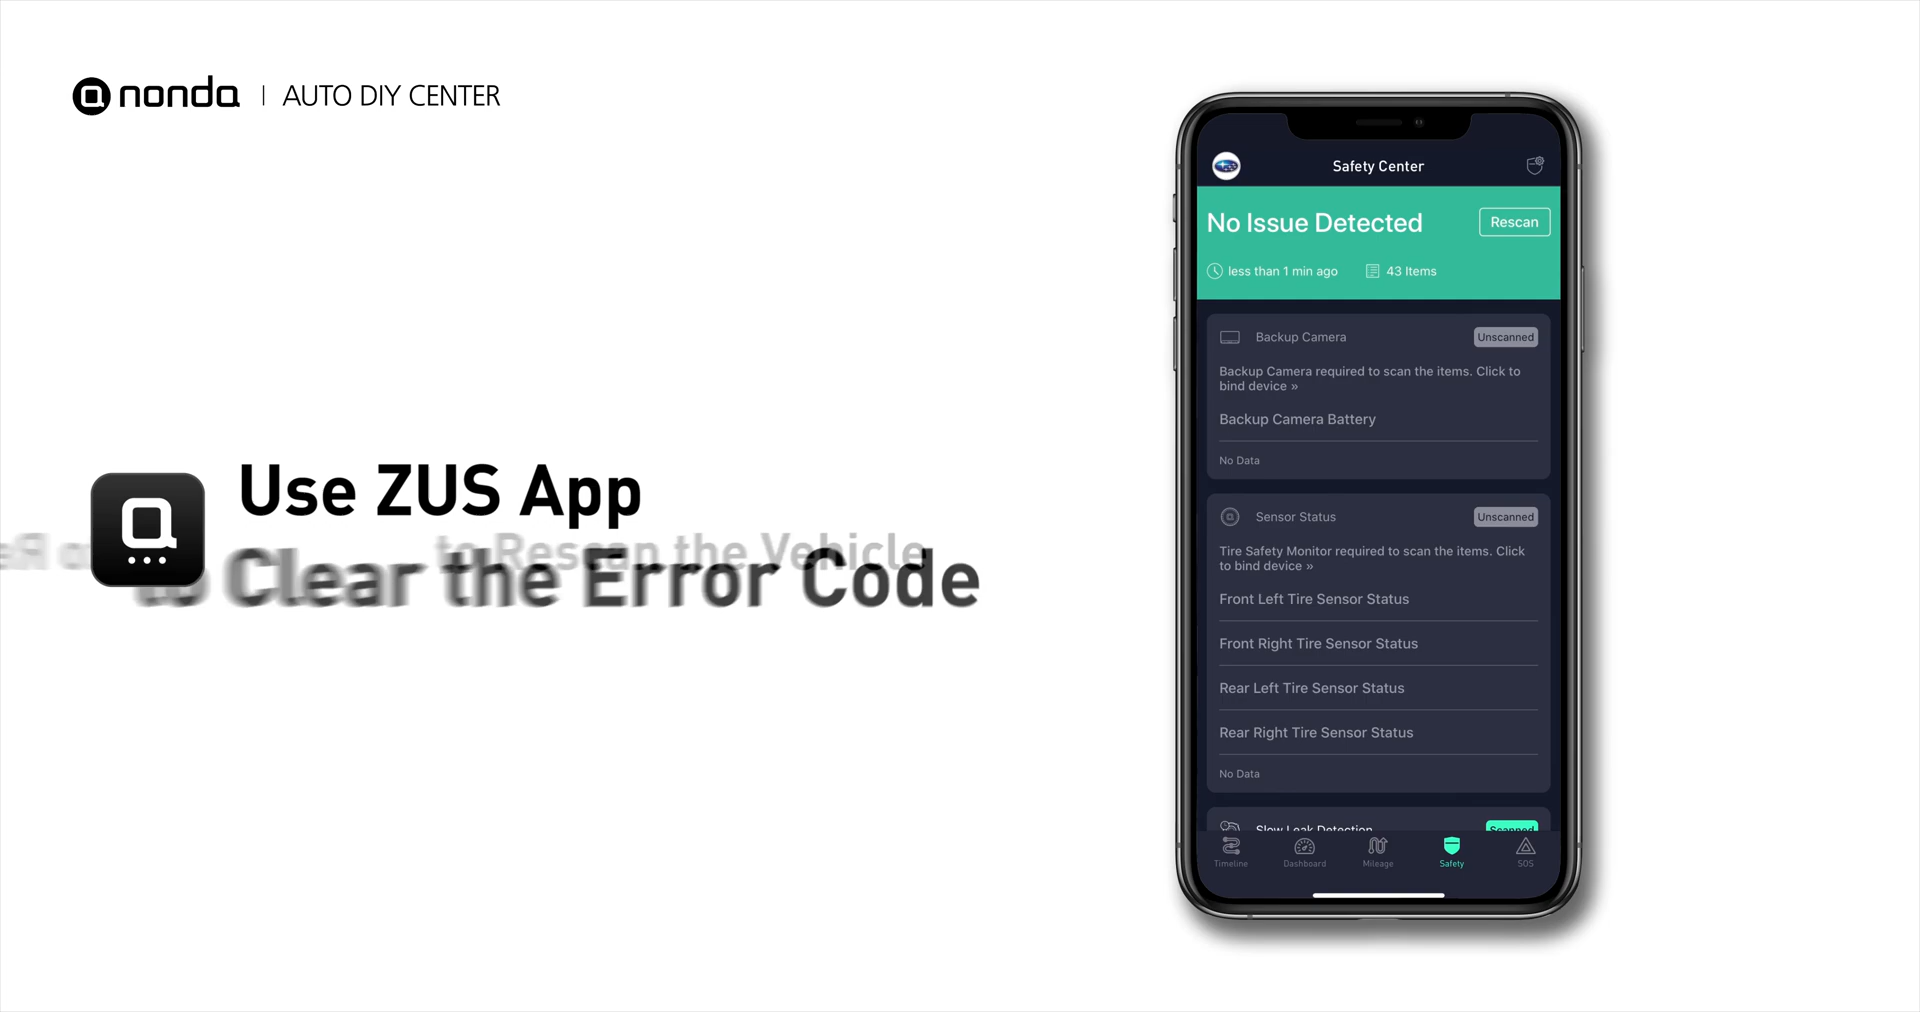 nonda | AUTO DIY CENTER
Use ZUS App
to Rescan the Vehicle
to Clear the Error Code
Safety Center
No Issue Detected
Rescan
less than 1 min ago
43 Items
Backup Camera
Unscanned
Backup Camera required to scan the items. Click to
bind device »
Backup Camera Battery
No Data
Sensor Status
Unscanned
Tire Safety Monitor required to scan the items. Click
to bind device »
Front Left Tire Sensor Status
Front Right Tire Sensor Status
Rear Left Tire Sensor Status
Rear Right Tire Sensor Status
No Data
Slow Leak Detection
Scanned
Timeline
Dashboard
Mileage
Safety
SOS